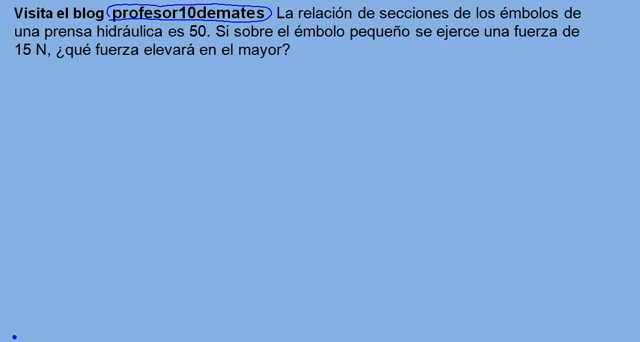 Visita el blog profesor10demates La relación de secciones de los émbolos de
una prensa hidráulica es 50. Si sobre el émbolo pequeño se ejerce una fuerza de
15 N, ¿qué fuerza elevará en el mayor?